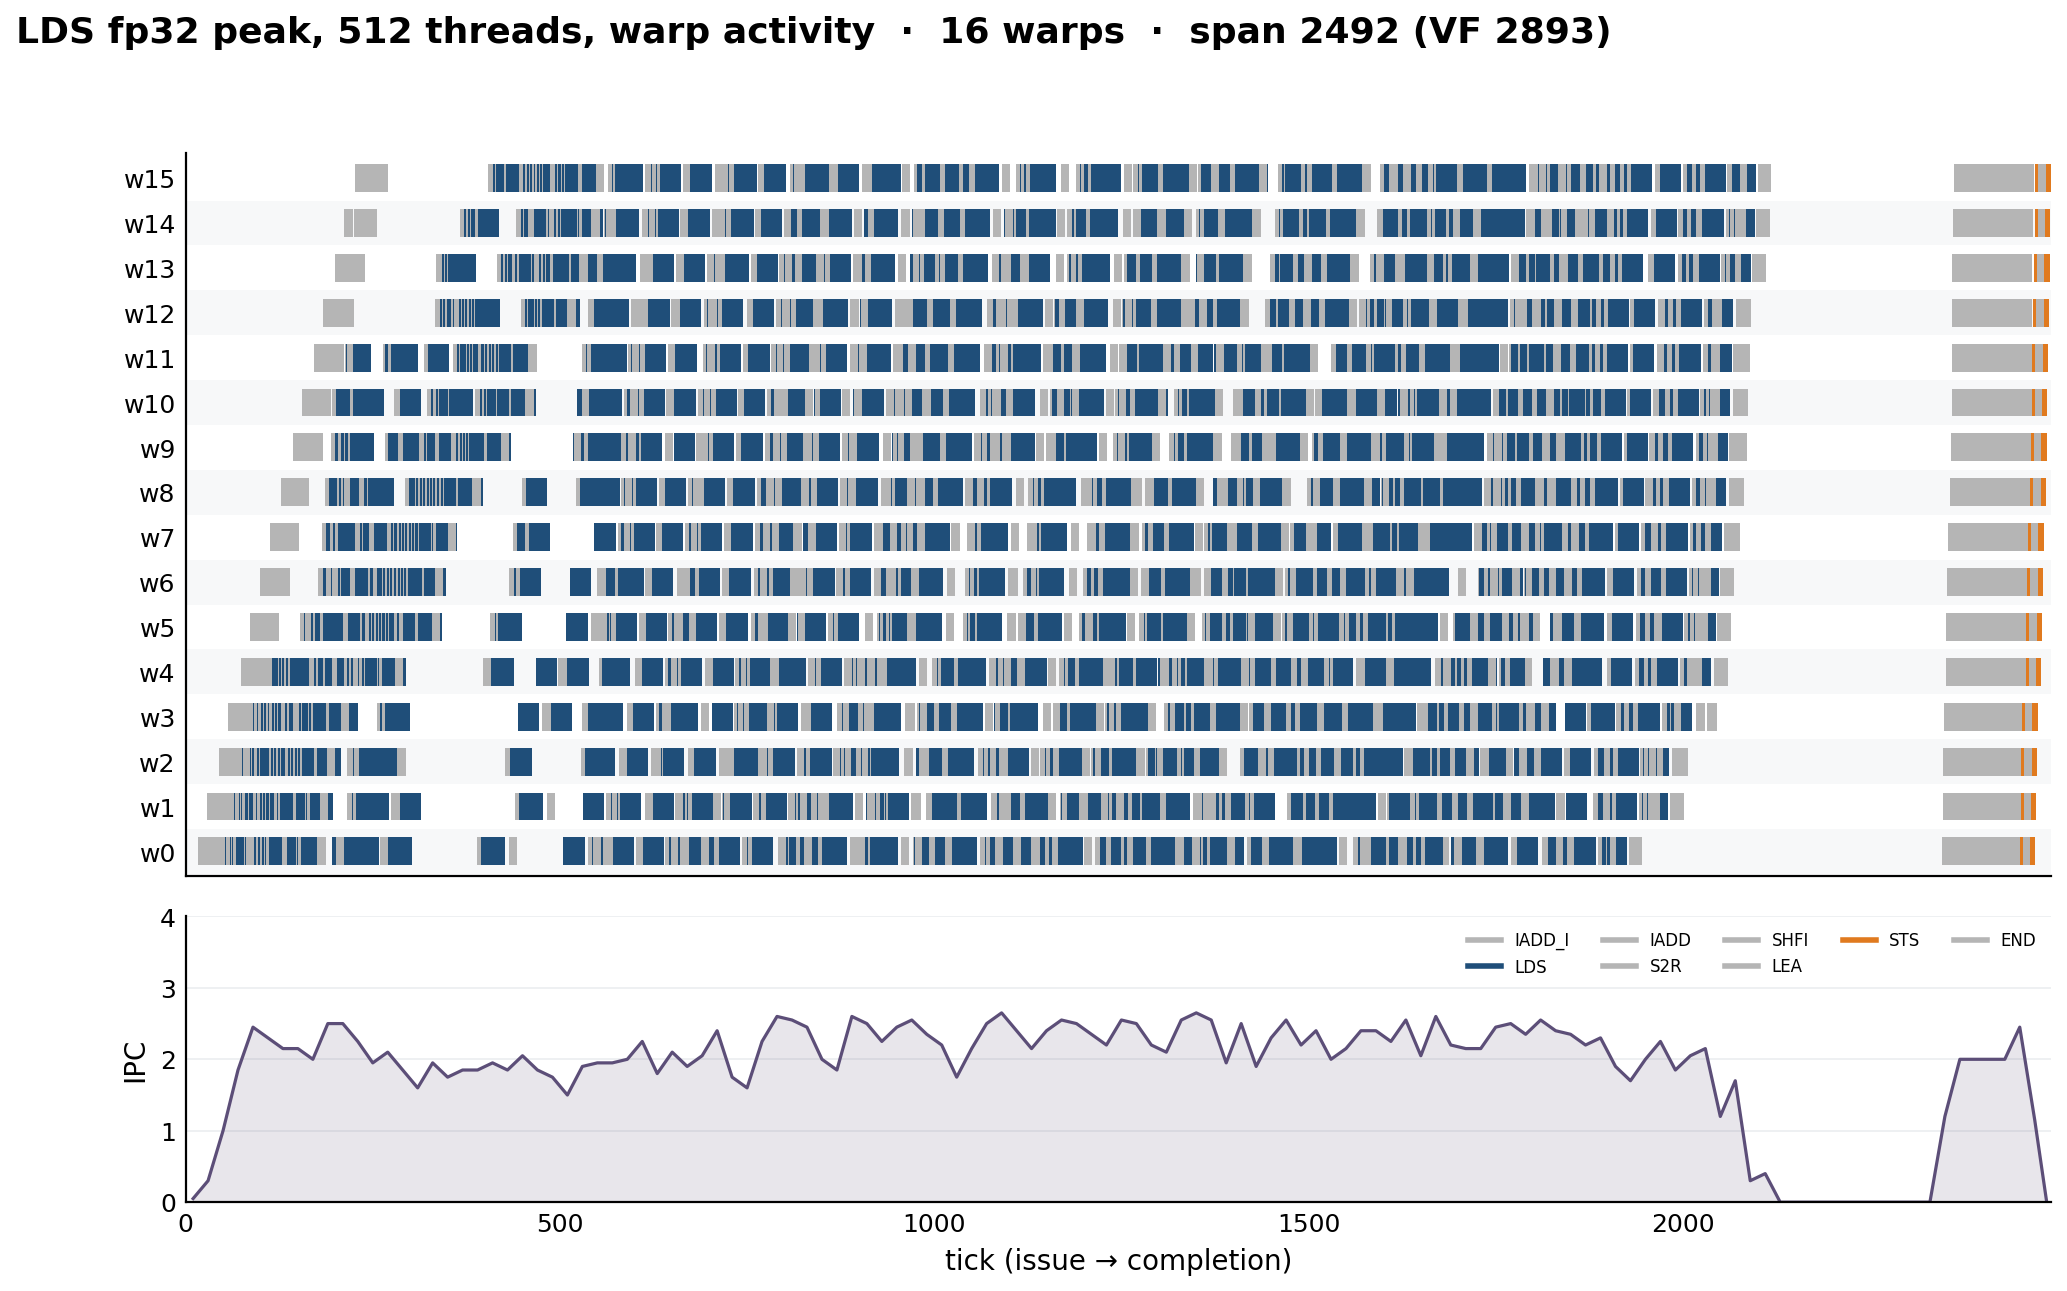 LDS fp32 peak, 512 threads, warp activity · 16 warps · span 2492 (VF 2893)
w15
w14
w13
w12
w11
w10
w9
w8
w7
w6
w5
w4
w3
w2
w1
w0
4
3
2
1
0
IPC
IADD_I IADD SHFI STS END
LDS S2R LEA
0 500 1000 1500 2000
tick (issue → completion)